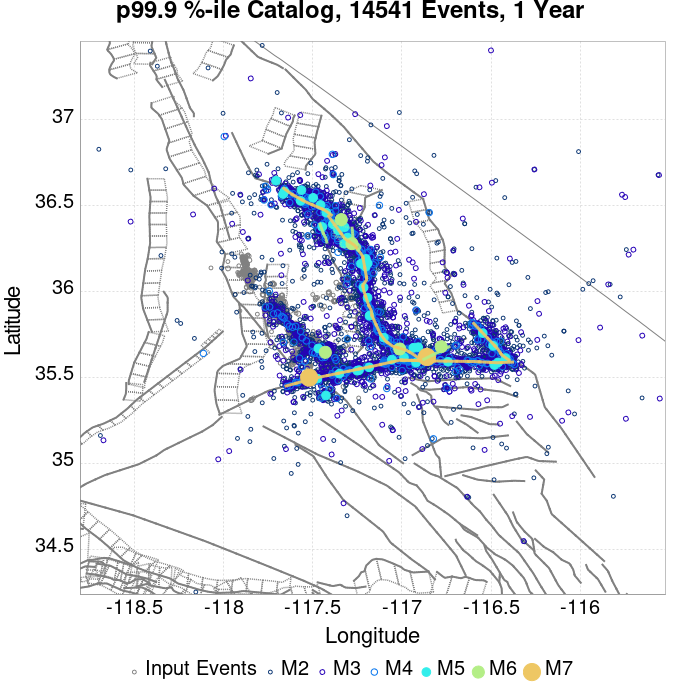 p99.9 %-ile Catalog, 14541 Events, 1 Year
Latitude
37
36.5
36
35.5
35
34.5
-118.5 -118 -117.5 -117 -116.5 -116
Longitude
Input Events M2 M3 M4 M5 M6 M7